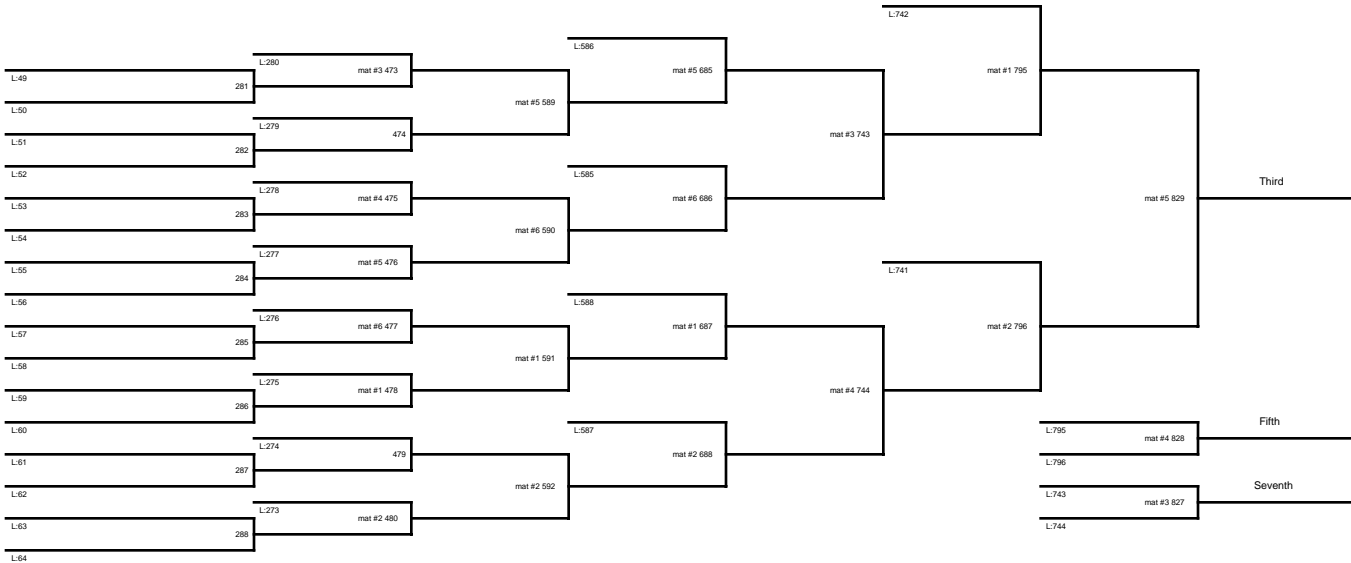 L:742
L:586
L:280
mat #3 473
mat #5 685
mat #1 795
L:49
281
L:50
mat #5 589
L:279
L:51
474
mat #3 743
282
L:52
L:585
L:278
Third
L:53
mat #4 475
mat #6 686
mat #5 829
283
L:54
mat #6 590
L:277
L:55
mat #5 476
L:741
284
L:56
L:588
L:276
L:57
mat #6 477
mat #1 687
mat #2 796
285
L:58
mat #1 591
L:275
L:59
mat #1 478
mat #4 744
286
L:60
L:587
L:795
Fifth
L:274
L:61
479
mat #2 688
mat #4 828
L:796
287
L:62
mat #2 592
L:743
Seventh
L:273
mat #3 827
L:63
mat #2 480
L:744
288
L:64